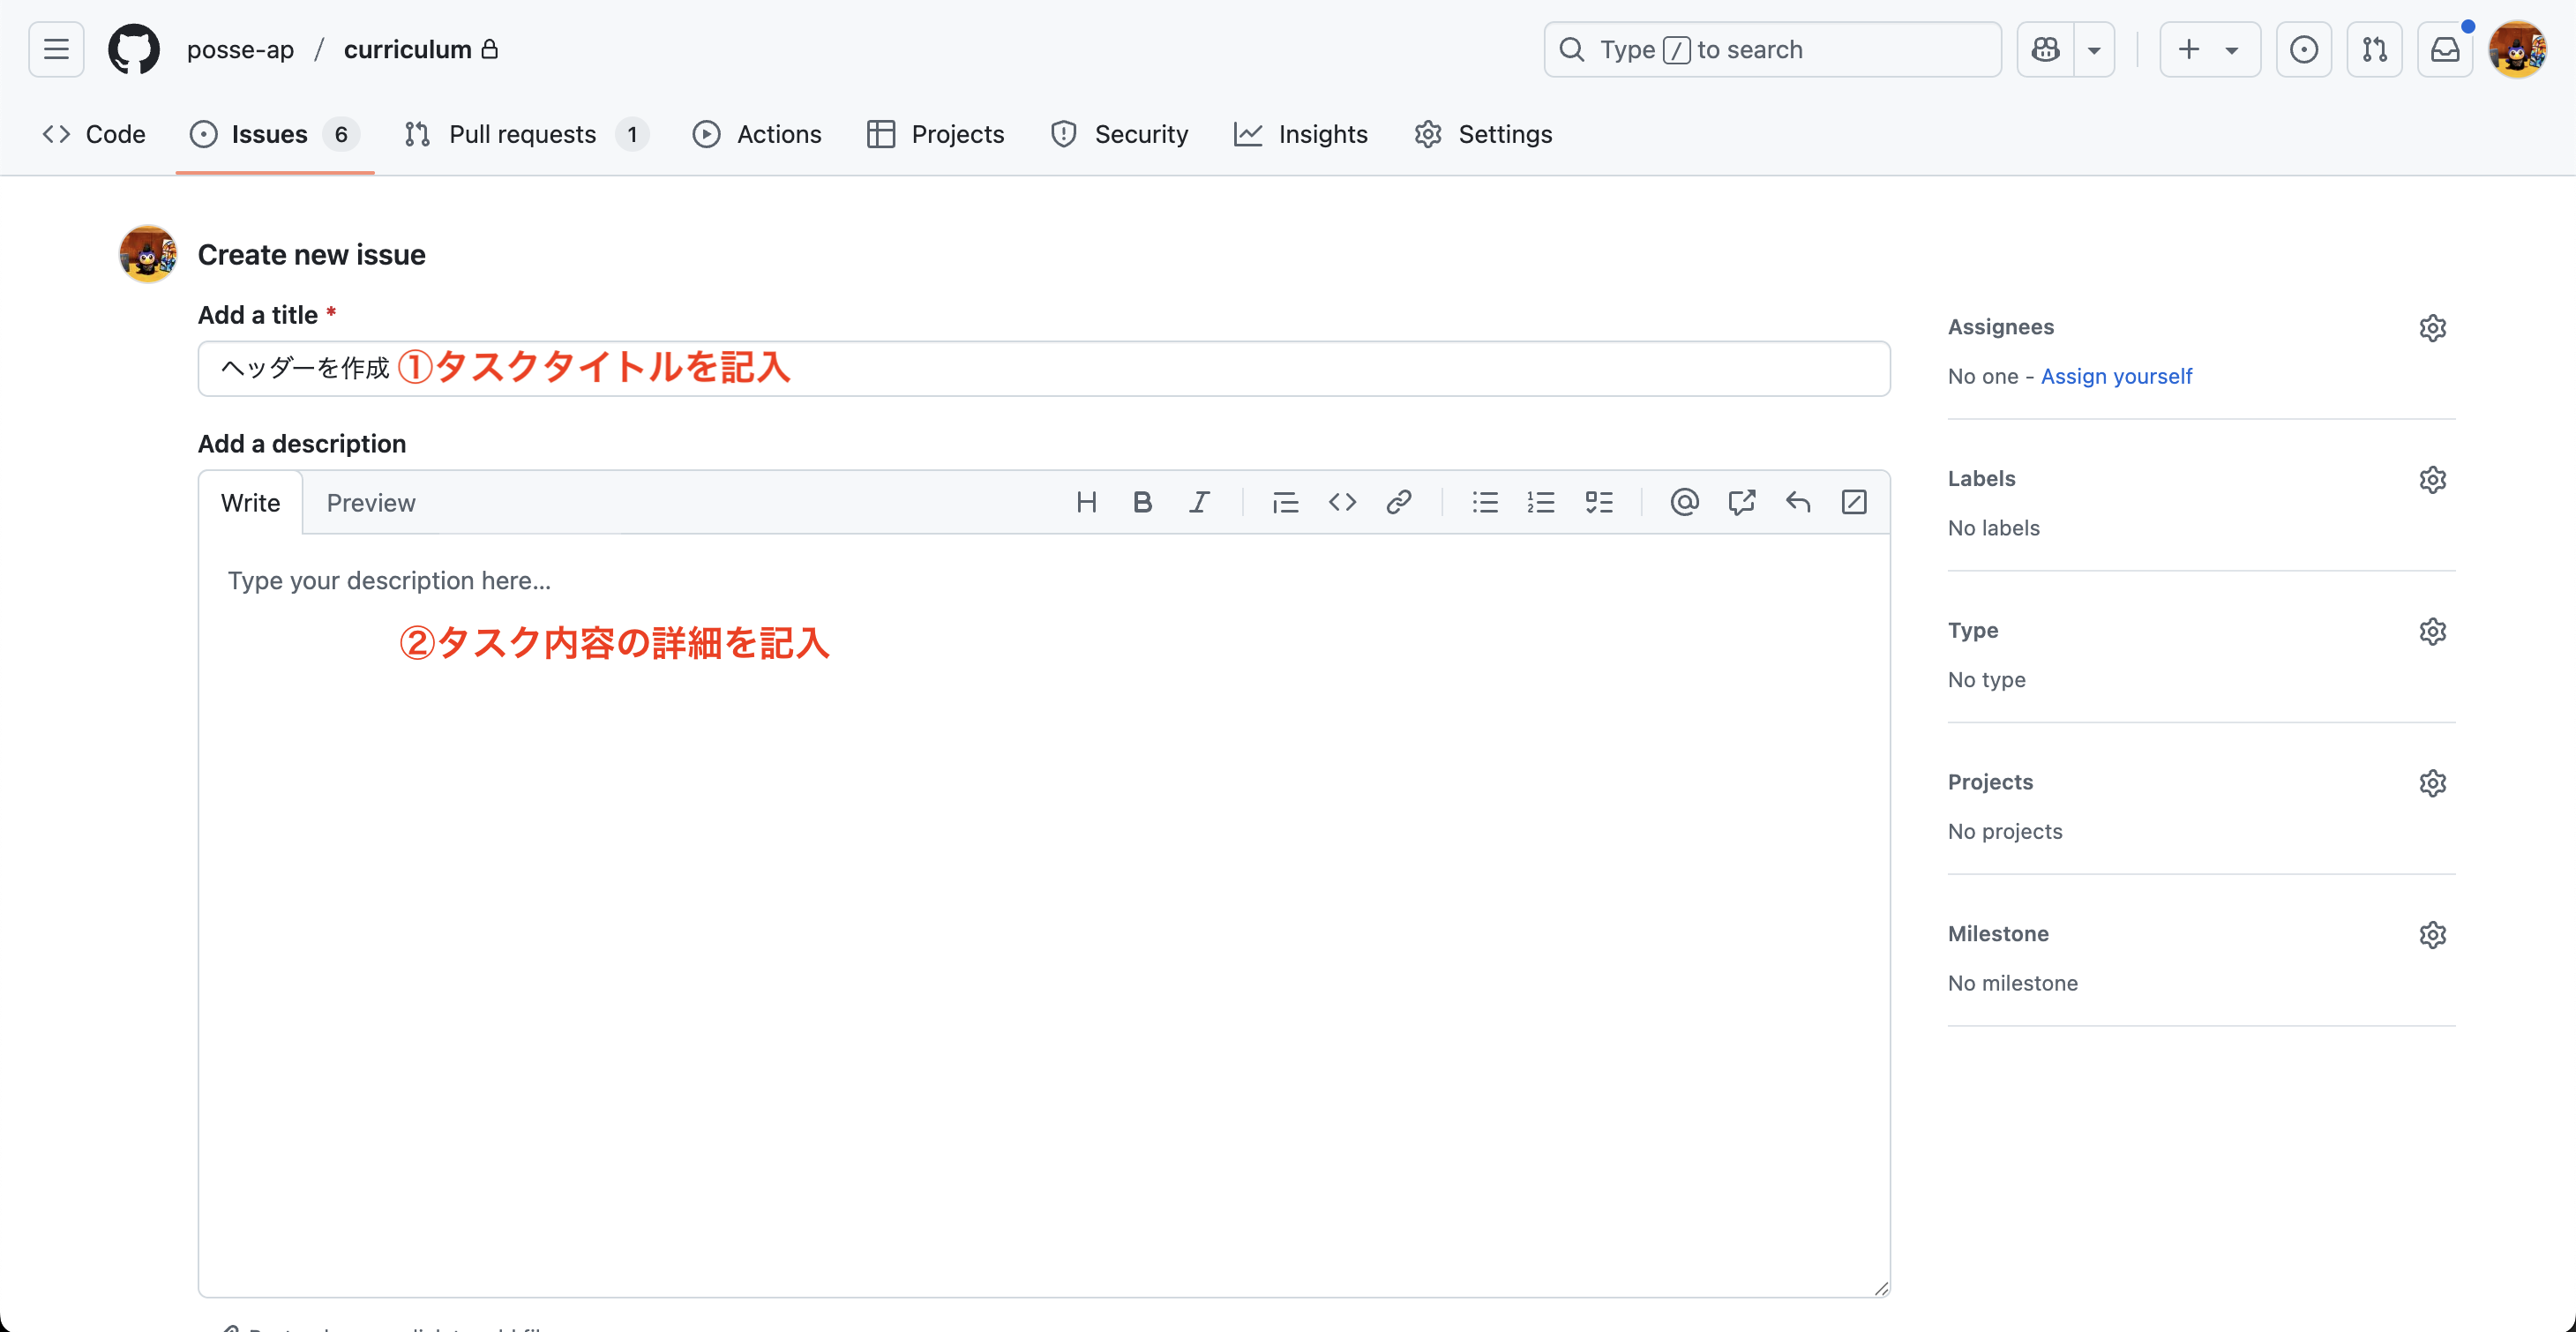 posse-ap / curriculum
Type / to search
Code
Issues 6
Pull requests 1
Actions
Projects
Security
Insights
Settings
Create new issue
Add a title *
ヘッダーを作成 ①タスクタイトルを記入
Add a description
Write
Preview
Type your description here...
②タスク内容の詳細を記入
Assignees
No one - Assign yourself
Labels
No labels
Type
No type
Projects
No projects
Milestone
No milestone